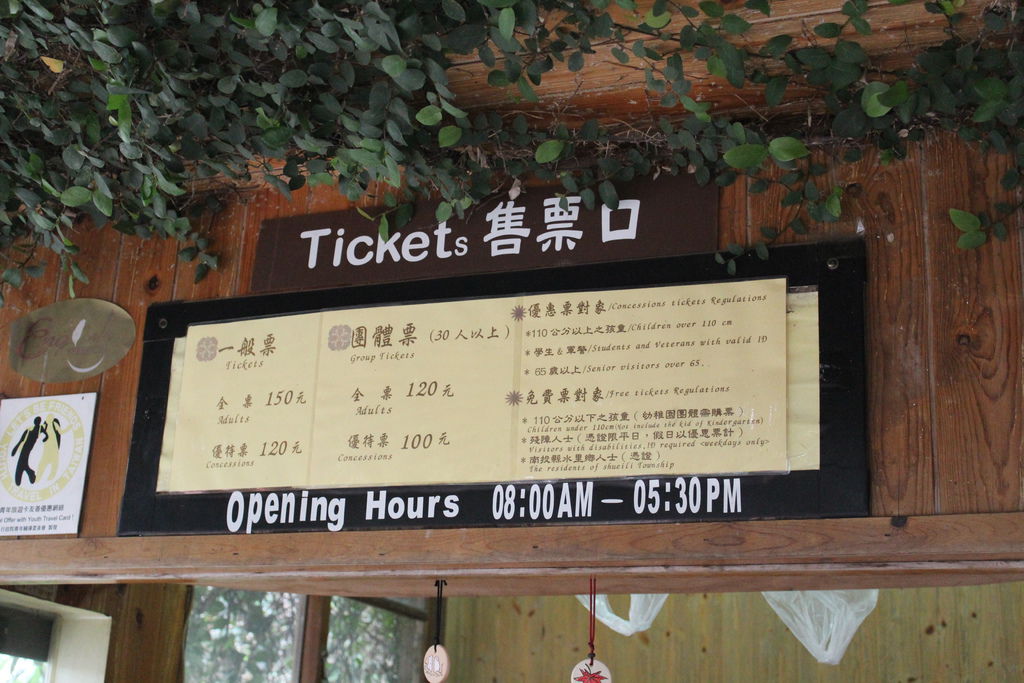 Tickets 售票口
一般票
Tickets
全票 150元
Adults
優待票 120元
Concessions
團體票 (30人以上)
Group Tickets
全票 120元
Adults
優待票 100元
Concessions
優惠票對象/Concessions tickets Regulations
*110公分以上之孩童/Children over 110 cm
*學生&軍警/Students and Veterans with valid ID
*65歲以上/Senior visitors over 65.
免費票對象/Free tickets Regulations
*110公分以下之孩童(幼稚園團體需購票)
Children under 110cm(Not include the kid of Kindergarten)
*殘障人士(憑證限平日,假日以優惠票計)
Visitors with disabilities,ID required <weekdays only>
*南投縣水里鄉人士(憑證)
The residents of shueili Township
Opening Hours 08:00AM – 05:30PM
Offer with Youth Travel Card